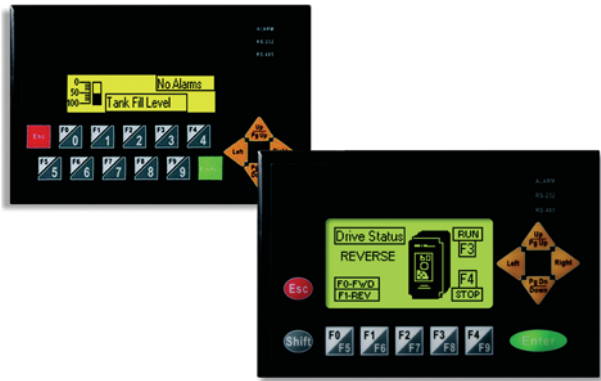 ALARM
RS-232
RS-485
0
50
100
No Alarms
Tank Fill Level
Esc
F0 0
F1 1
F2 2
F3 3
F4 4
F5 5
F6 6
F7 7
F8 8
F9 9
Up
Pg Up
Left
ALARM
RS-232
RS-485
Drive Status
REVERSE
F0-FWD
F1-REV
RUN
F3
F4
STOP
Up
Pg Up
Left
Right
Pg Dn
Down
Esc
Shift
F0 F5
F1 F6
F2 F7
F3 F8
F4 F9
Enter